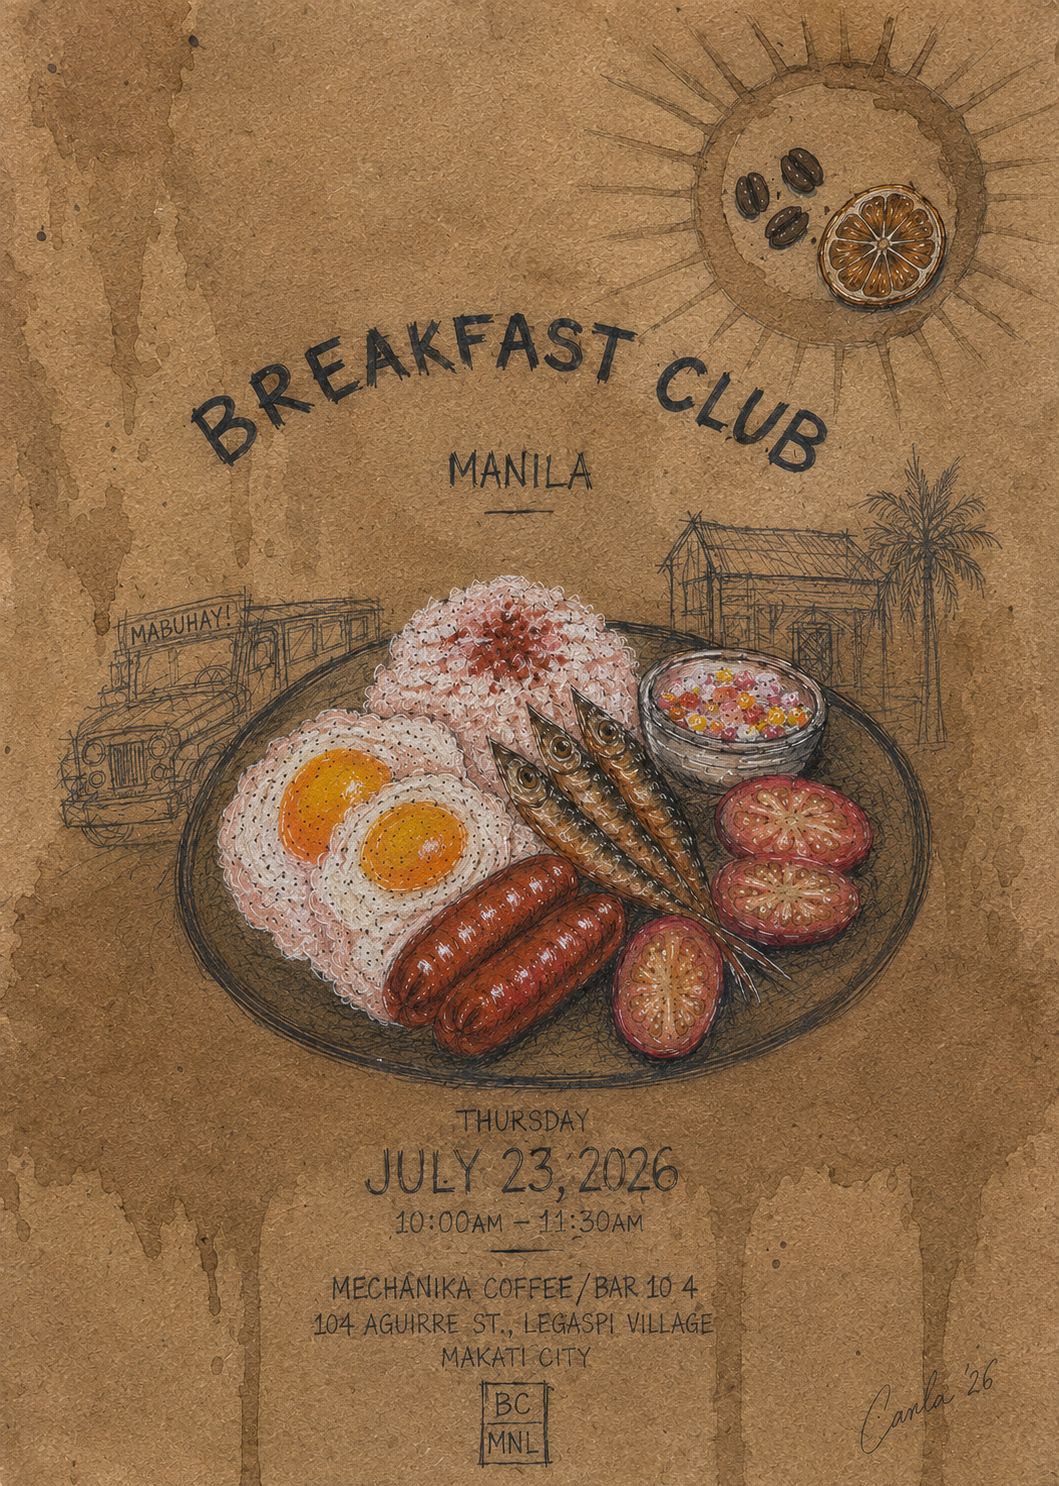 BREAKFAST CLUB
MANILA
MABUHAY!
THURSDAY
JULY 23, 2026
10:00AM – 11:30AM
MECHANIKA COFFEE/BAR 10 4
104 AGUIRRE ST., LEGASPI VILLAGE
MAKATI CITY
BC
MNL
Canla '26